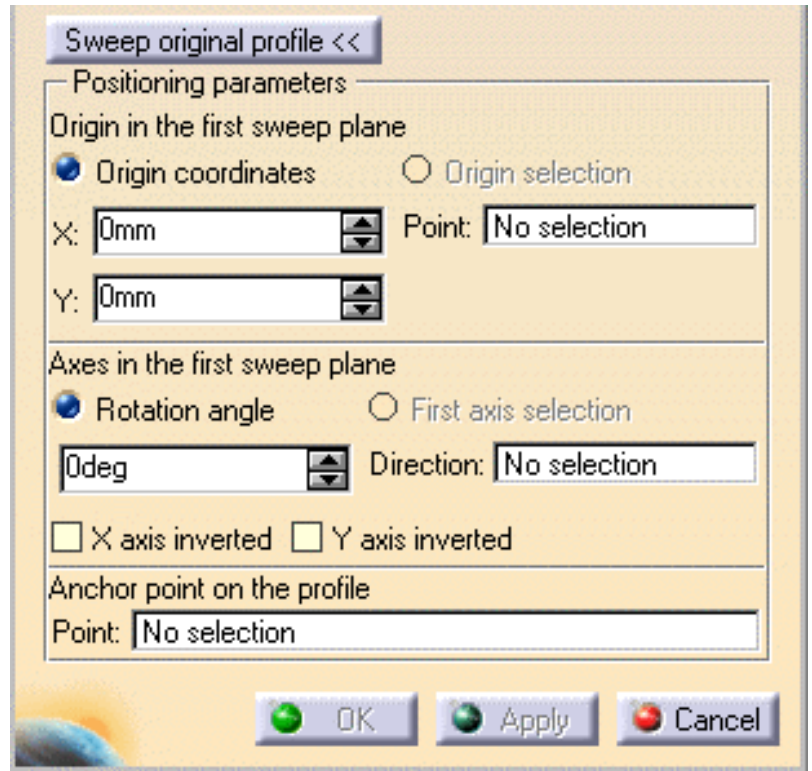 Sweep original profile <<
Positioning parameters
Origin in the first sweep plane
Origin coordinates Origin selection
X: 0mm Point: No selection
Y: 0mm
Axes in the first sweep plane
Rotation angle First axis selection
0deg Direction: No selection
X axis inverted Y axis inverted
Anchor point on the profile
Point: No selection
OK Apply Cancel